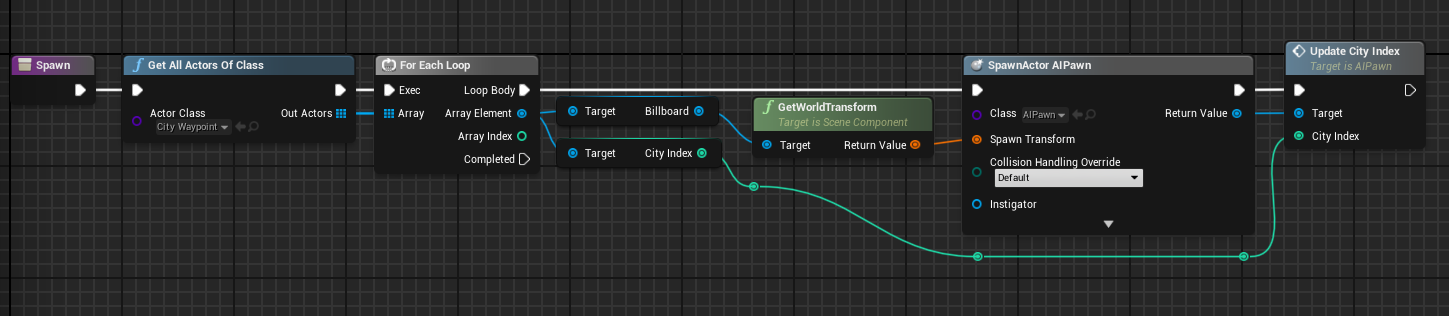 Spawn
Get All Actors Of Class
Actor Class
City Waypoint
Out Actors
For Each Loop
Exec
Loop Body
Array
Array Element
Array Index
Completed
Target
Billboard
Target
City Index
GetWorldTransform
Target is Scene Component
Target
Return Value
SpawnActor AIPawn
Class
AIPawn
Return Value
Spawn Transform
Collision Handling Override
Default
Instigator
Update City Index
Target is AIPawn
Target
City Index